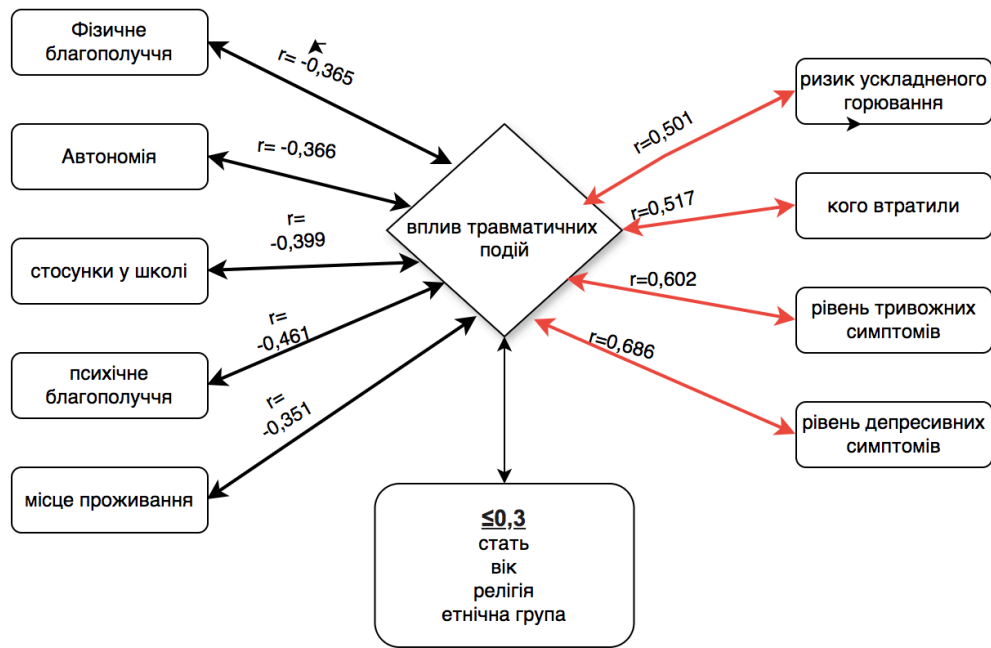 Фізичне
благополуччя
r= -0,365
Автономія
r= -0,366
стосунки у школі
r=
-0,399
психічне
благополуччя
r=
-0,461
місце проживання
r=
-0,351
вплив травматичних
подій
ризик ускладненого
горювання
r=0,501
кого втратили
r=0,517
рівень тривожних
симптомів
r=0,602
рівень депресивних
симптомів
r=0,686
≤0,3
стать
вік
релігія
етнічна група